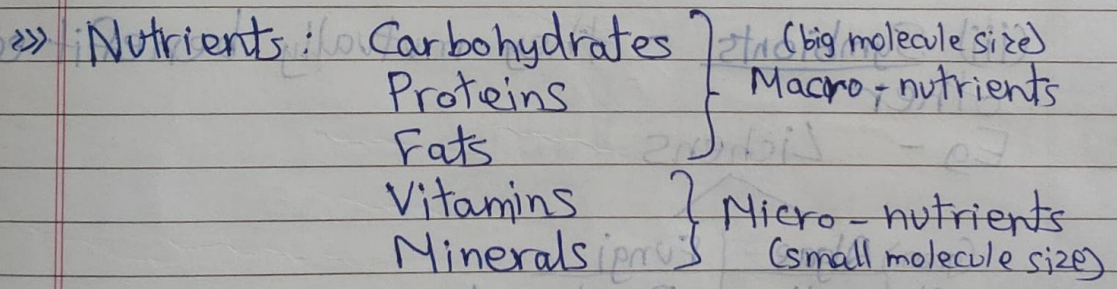 >>> Nutrients: Carbohydrates (big molecule size)
Proteins Macro-nutrients
Fats
Vitamins Micro-nutrients
Minerals (small molecule size)